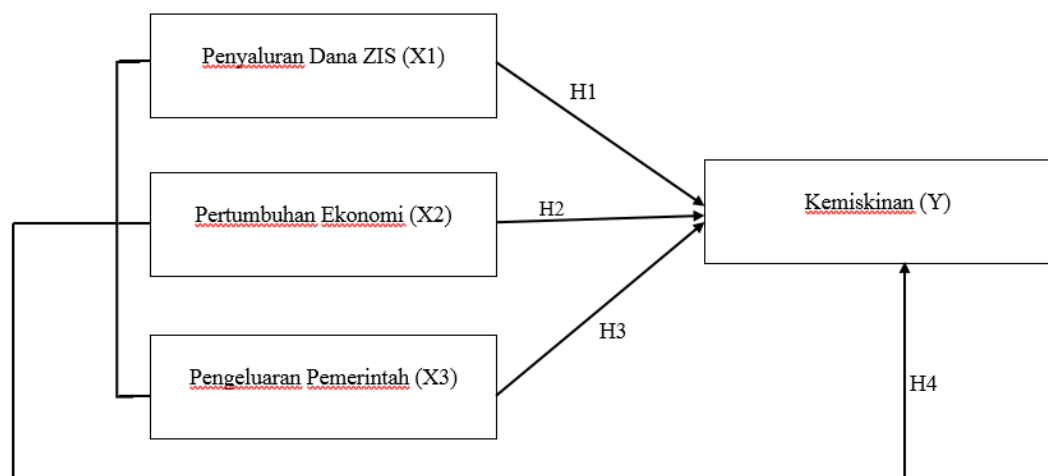 Penyaluran Dana ZIS (X1)
H1
Pertumbuhan Ekonomi (X2)
H2
Kemiskinan (Y)
H3
Pengeluaran Pemerintah (X3)
H4